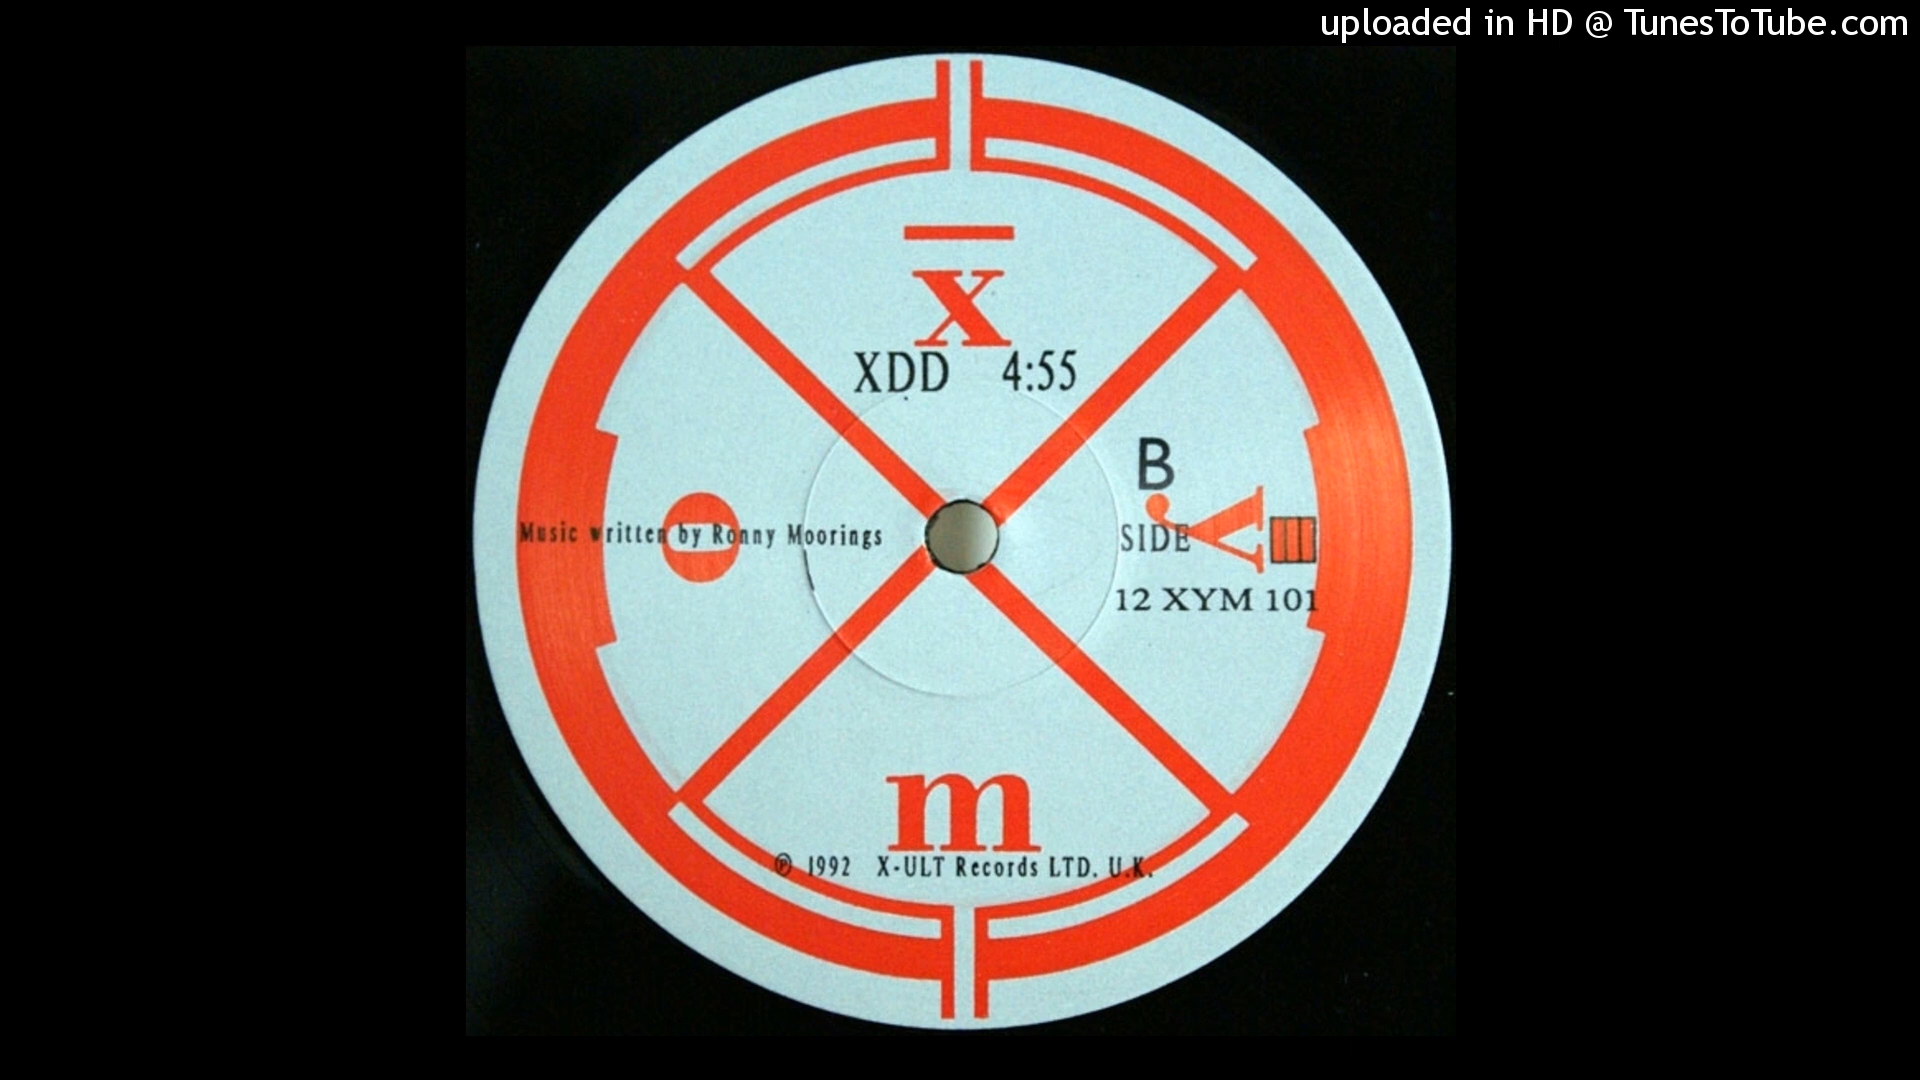 uploaded in HD @ TunesToTube.com
x
XDD 4:55
B
y
o
Music written by Ronny Moorings
SIDE
12 XYM 101
m
℗ 1992 X-ULT Records LTD. U.K.